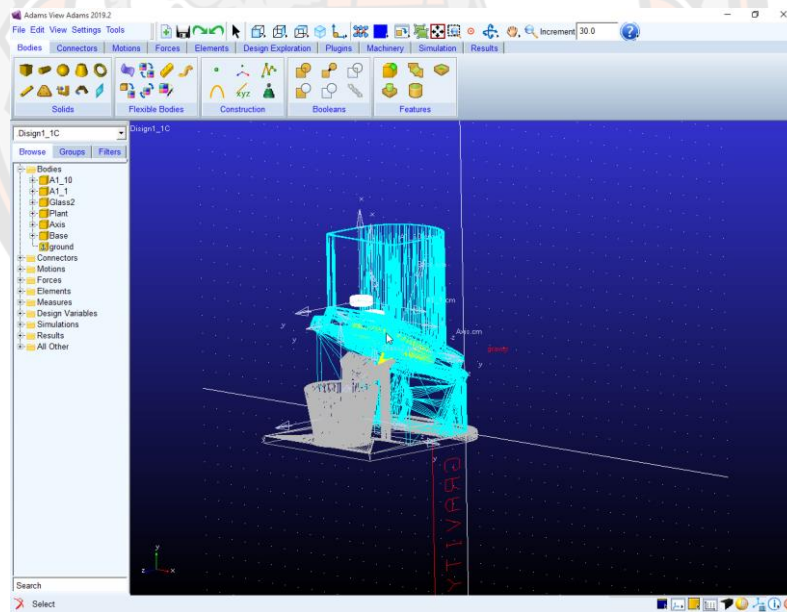 Adams View Adams 2019.2
File Edit View Settings Tools
Increment 30.0
Bodies Connectors Motions Forces Elements Design Exploration Plugins Machinery Simulation Results
xyz
Solids Flexible Bodies Construction Booleans Features
.Disign1_1C
Disign1_1C
Browse Groups Filters
Bodies
A1_10
A1_1
Glass2
Plant
Axis
Base
ground
Connectors
Motions
Forces
Elements
Measures
Design Variables
Simulations
Results
All Other
x
x
y
y
Axis.cm
z
gravity
y
y
GRAVITY
y
z x
Search
Select